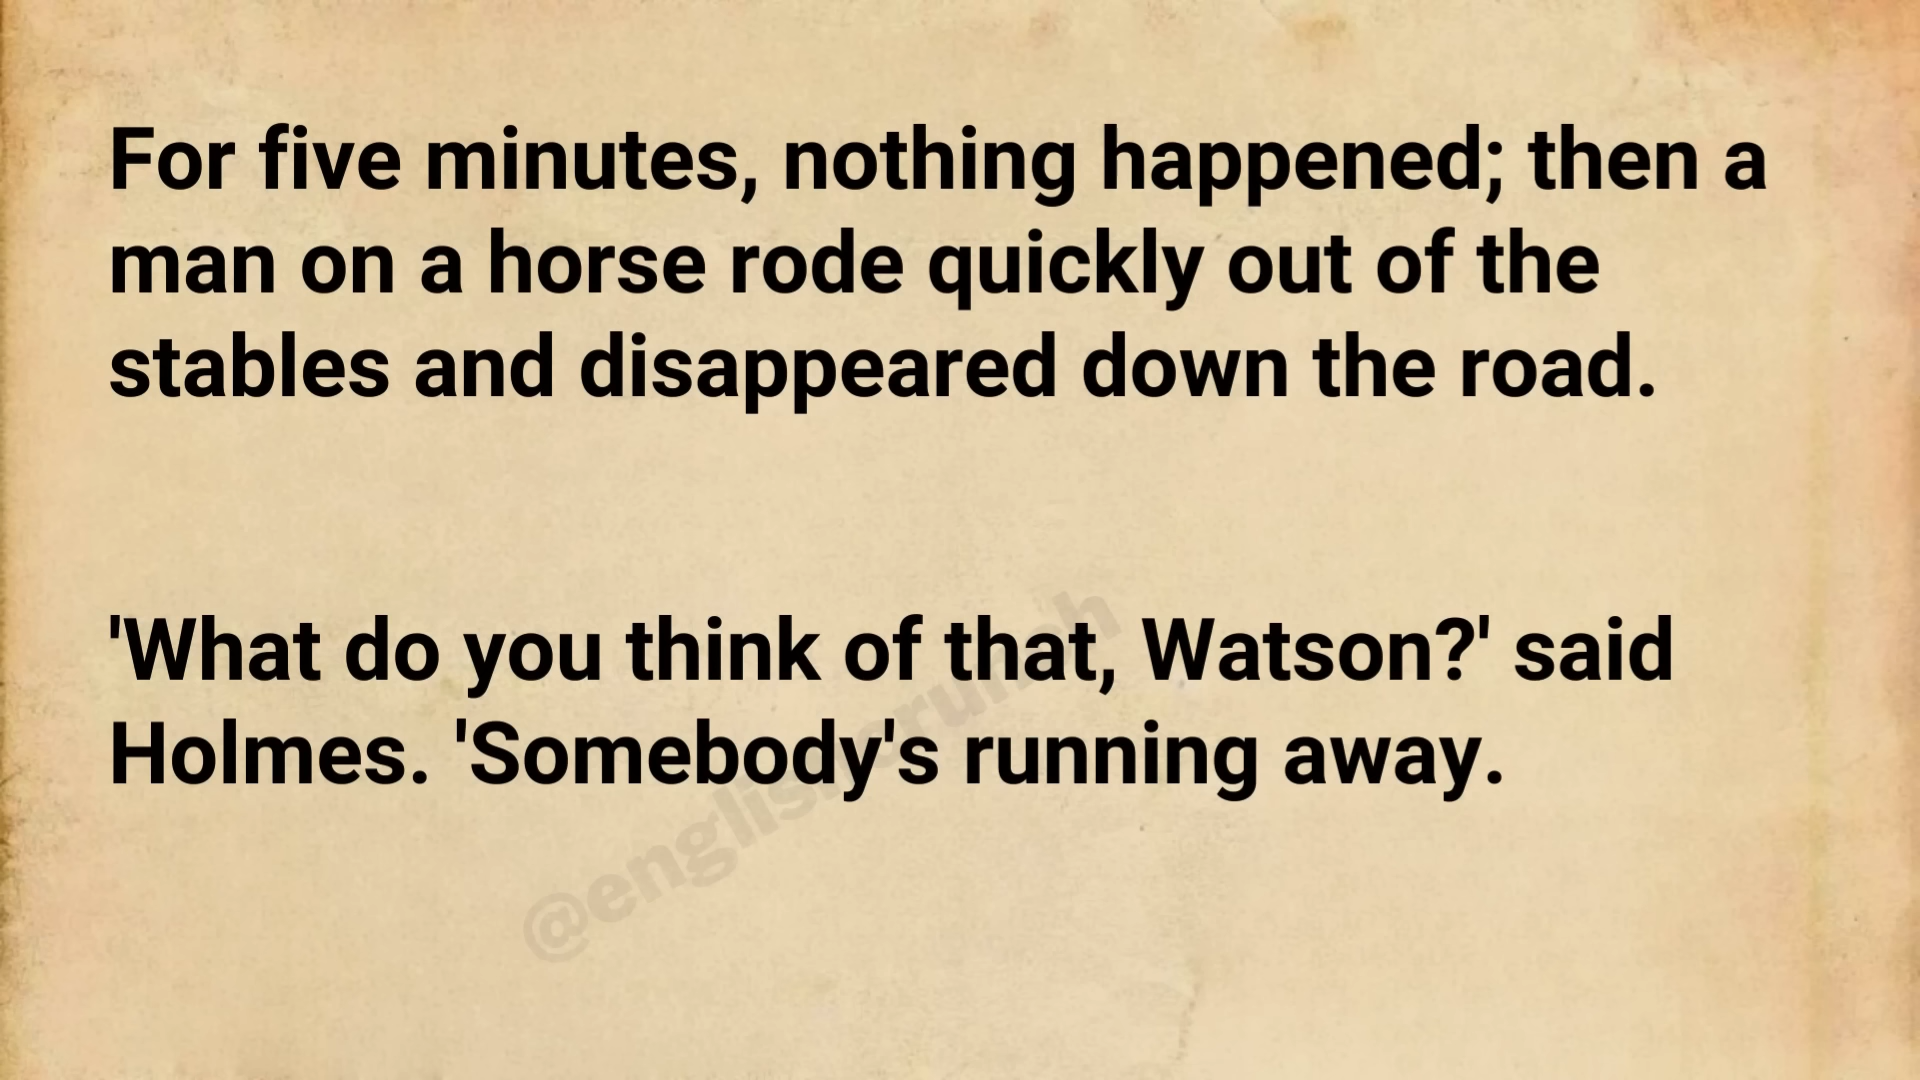 For five minutes, nothing happened; then a
man on a horse rode quickly out of the
stables and disappeared down the road.
'What do you think of that, Watson?' said
Holmes. 'Somebody's running away.
@englishcrunch